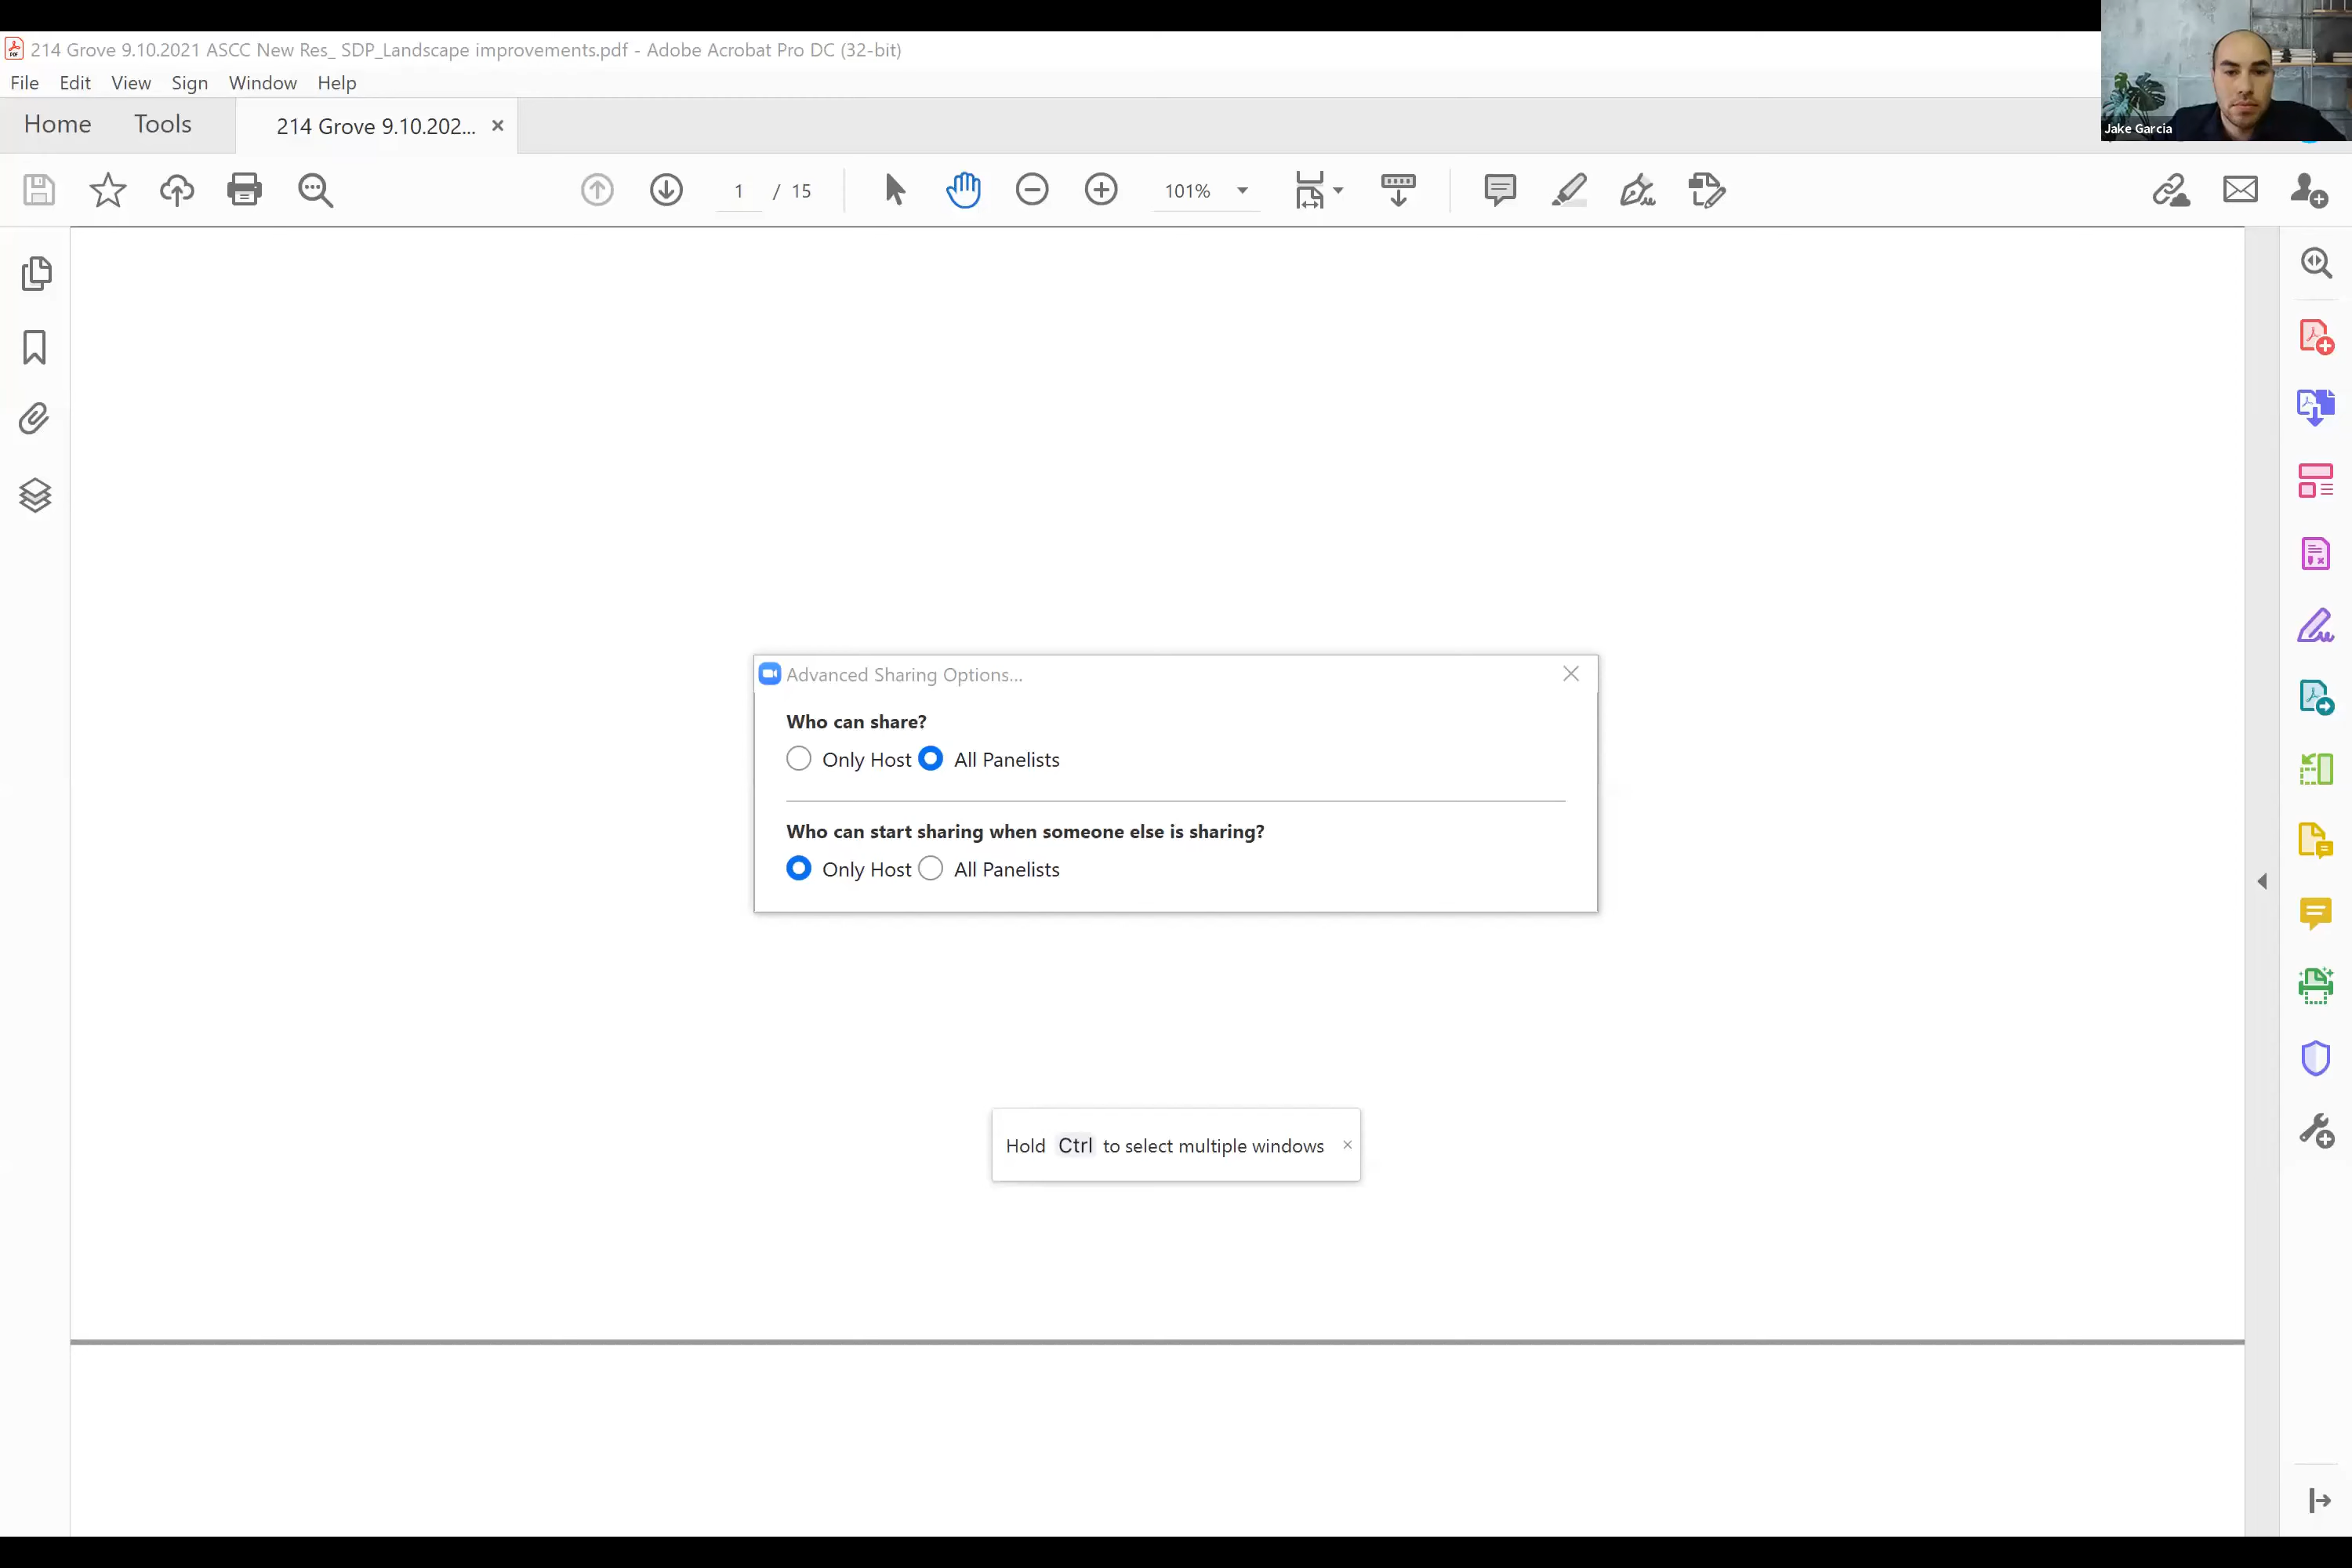 214 Grove 9.10.2021 ASCC New Res_ SDP_Landscape improvements.pdf - Adobe Acrobat Pro DC (32-bit)
File Edit View Sign Window Help
Home Tools 214 Grove 9.10.202... ×
Jake Garcia
1 / 15 101%
Advanced Sharing Options...
Who can share?
Only Host All Panelists
Who can start sharing when someone else is sharing?
Only Host All Panelists
Hold Ctrl to select multiple windows ×